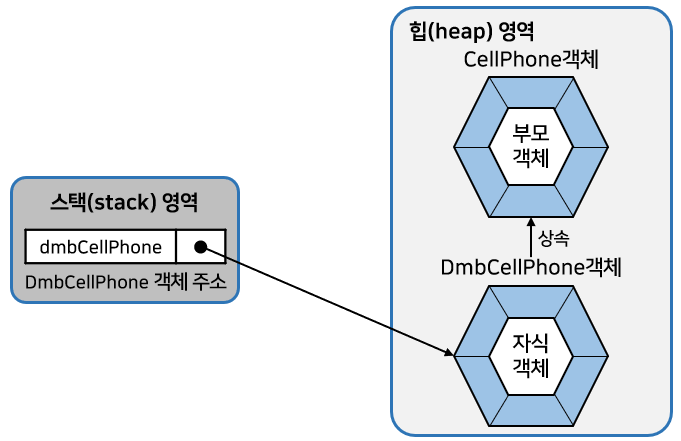 힙(heap) 영역
CellPhone객체
부모
객체
상속
DmbCellPhone객체
자식
객체
스택(stack) 영역
dmbCellPhone
DmbCellPhone 객체 주소